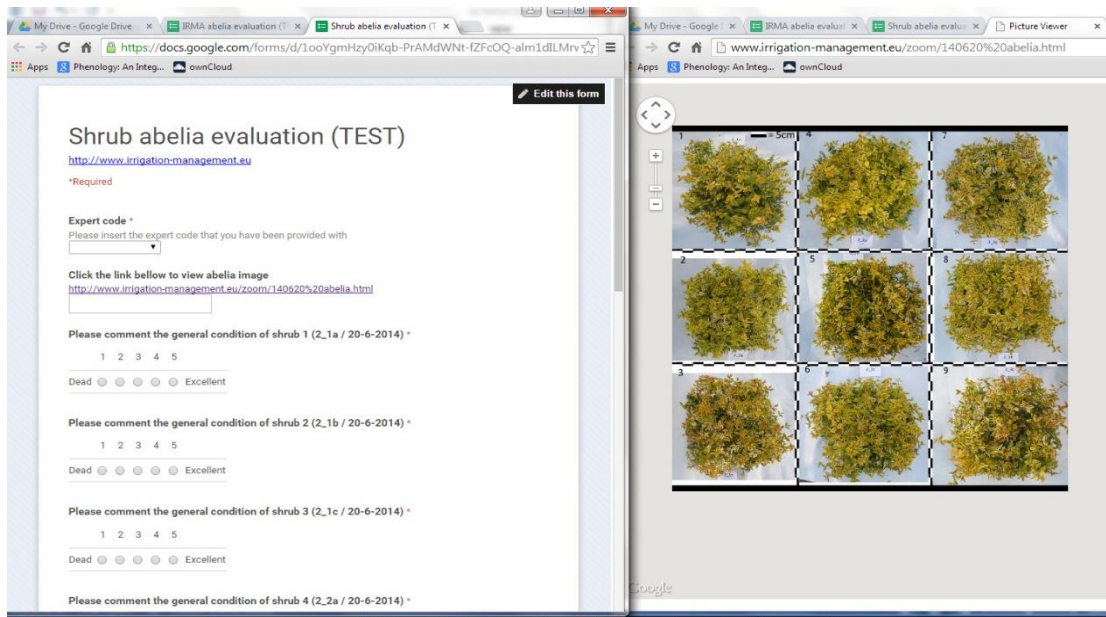 My Drive - Google Drive
IRMA abelia evaluation (T
Shrub abelia evaluation (T
https://docs.google.com/forms/d/1ooYgmHzy0iKqb-PrAMdWNt-fZFcOQ-alm1dILMrv
Apps
Phenology: An Integ...
ownCloud
Edit this form
Shrub abelia evaluation (TEST)
http://www.irrigation-management.eu
*Required
Expert code *
Please insert the expert code that you have been provided with
Click the link bellow to view abelia image
http://www.irrigation-management.eu/zoom/140620%20abelia.html
Please comment the general condition of shrub 1 (2_1a / 20-6-2014) *
1 2 3 4 5
Dead Excellent
Please comment the general condition of shrub 2 (2_1b / 20-6-2014) *
1 2 3 4 5
Dead Excellent
Please comment the general condition of shrub 3 (2_1c / 20-6-2014) *
1 2 3 4 5
Dead Excellent
Please comment the general condition of shrub 4 (2_2a / 20-6-2014) *
My Drive - Google
IRMA abelia evalua
Shrub abelia evalua
Picture Viewer
www.irrigation-management.eu/zoom/140620%20abelia.html
Apps
Phenology: An Integ...
ownCloud
1
= 5cm
4
7
2
5
8
3
6
9
Google